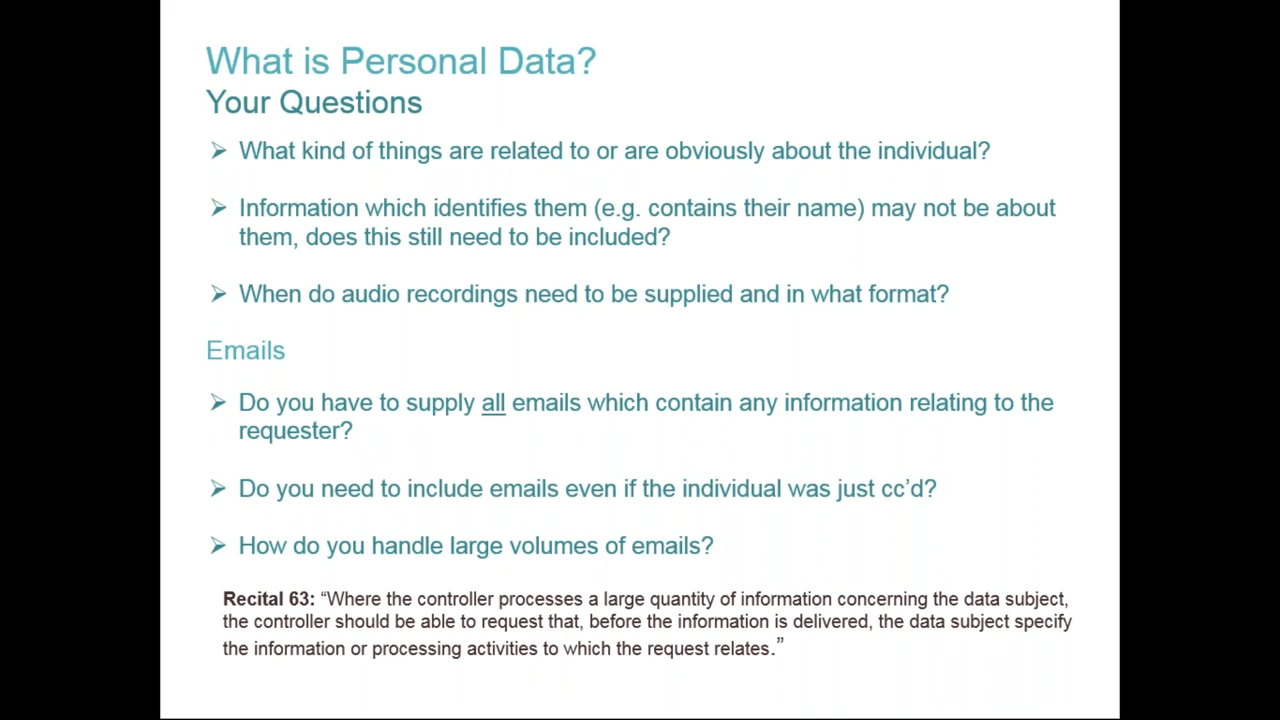 What is Personal Data?
Your Questions
➢ What kind of things are related to or are obviously about the individual?
➢ Information which identifies them (e.g. contains their name) may not be about
them, does this still need to be included?
➢ When do audio recordings need to be supplied and in what format?
Emails
➢ Do you have to supply all emails which contain any information relating to the
requester?
➢ Do you need to include emails even if the individual was just cc’d?
➢ How do you handle large volumes of emails?
Recital 63: “Where the controller processes a large quantity of information concerning the data subject,
the controller should be able to request that, before the information is delivered, the data subject specify
the information or processing activities to which the request relates.”